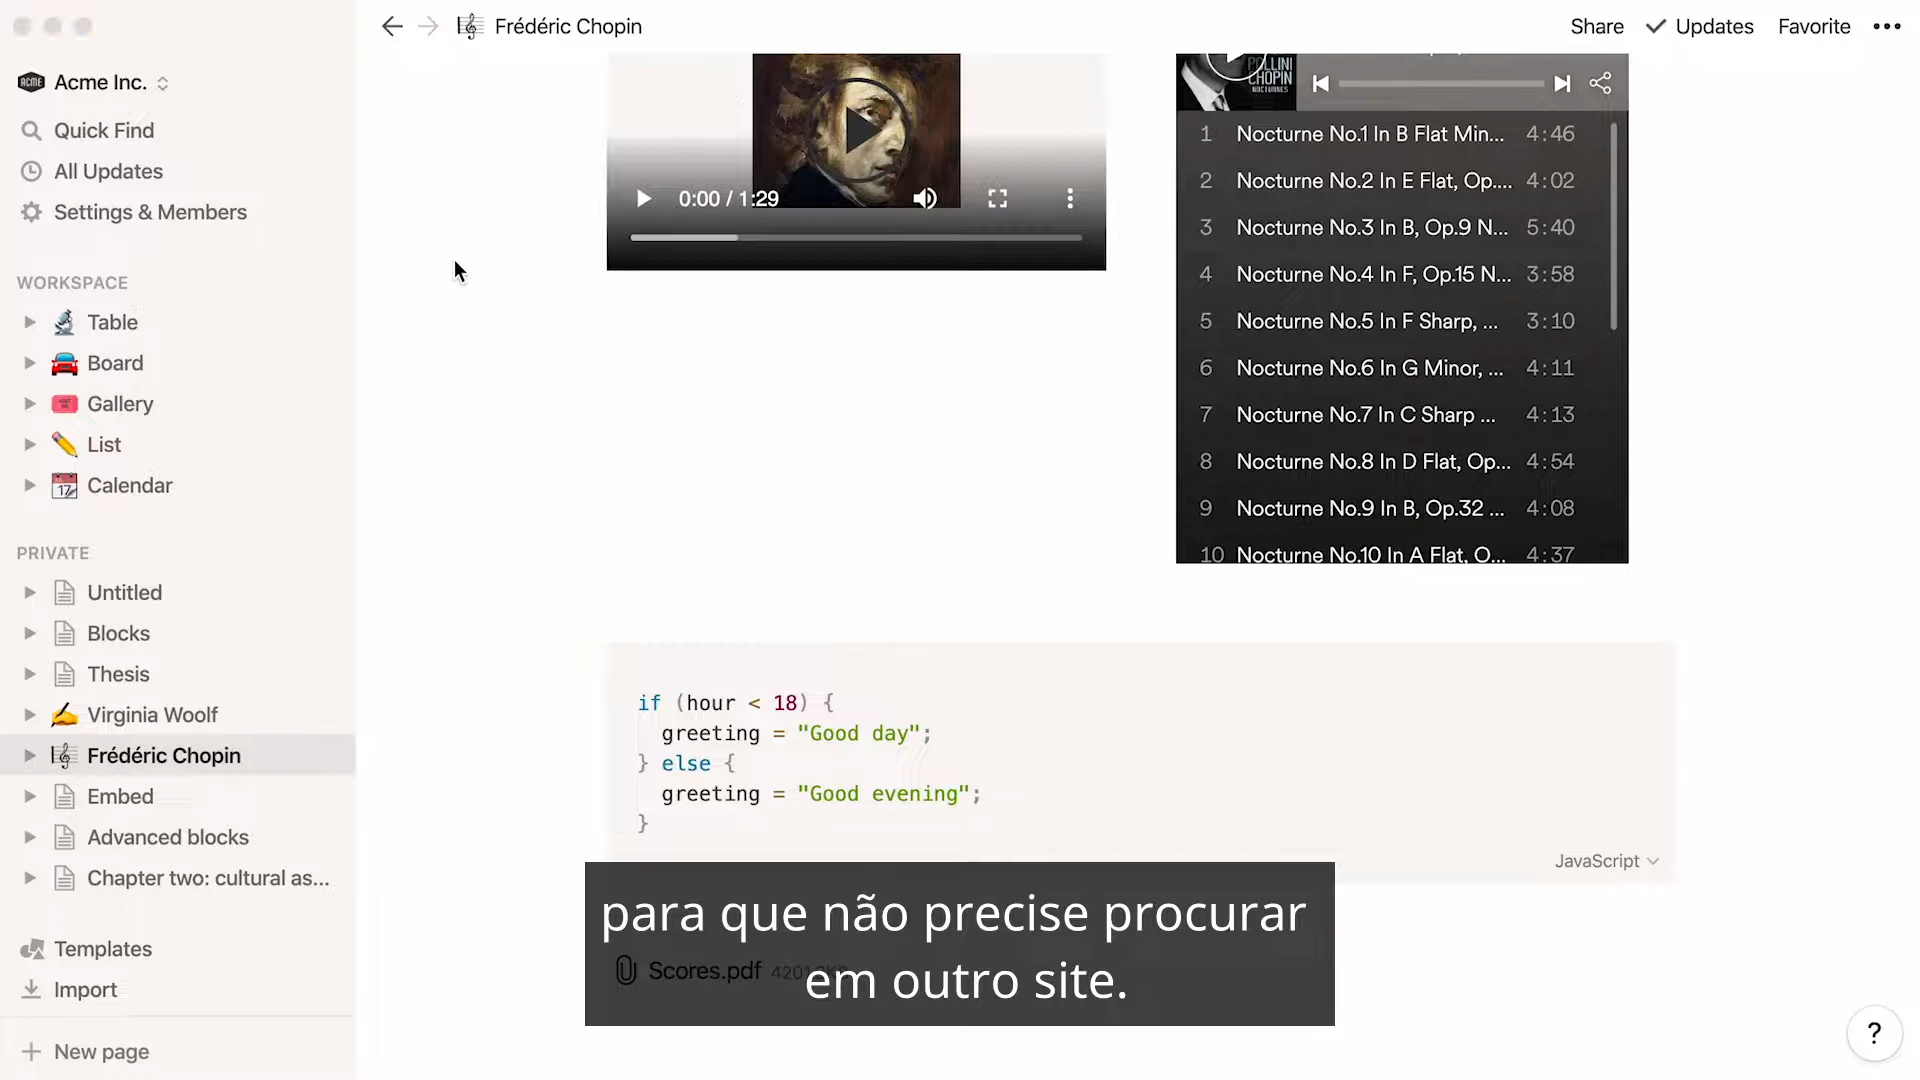 Frédéric Chopin
Share
Updates
Favorite
ACME
Acme Inc.
Quick Find
All Updates
Settings & Members
WORKSPACE
Table
Board
Gallery
List
17
Calendar
PRIVATE
Untitled
Blocks
Thesis
Virginia Woolf
Frédéric Chopin
Embed
Advanced blocks
Chapter two: cultural as...
Templates
Import
New page
0:00 / 1:29
POLLINI
CHOPIN
NOCTURNES
1 Nocturne No.1 In B Flat Min... 4:46
2 Nocturne No.2 In E Flat, Op.... 4:02
3 Nocturne No.3 In B, Op.9 N... 5:40
4 Nocturne No.4 In F, Op.15 N... 3:58
5 Nocturne No.5 In F Sharp, ... 3:10
6 Nocturne No.6 In G Minor, ... 4:11
7 Nocturne No.7 In C Sharp ... 4:13
8 Nocturne No.8 In D Flat, Op... 4:54
9 Nocturne No.9 In B, Op.32 ... 4:08
10 Nocturne No.10 In A Flat, O... 4:37
if (hour < 18) {
  greeting = "Good day";
} else {
  greeting = "Good evening";
}
JavaScript
Scores.pdf
para que não precise procurar
em outro site.
?